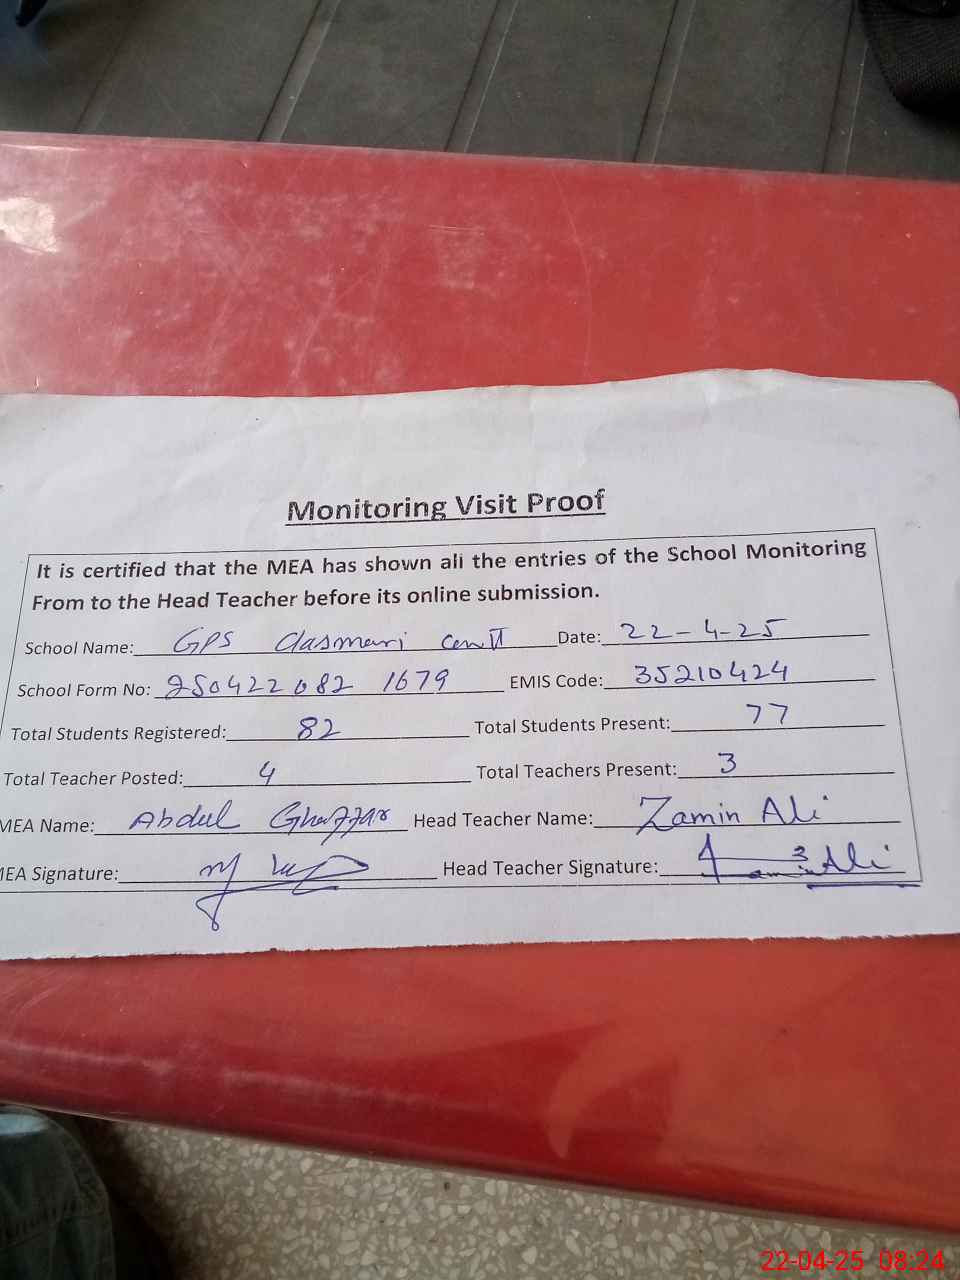 Monitoring Visit Proof
It is certified that the MEA has shown all the entries of the School Monitoring
From to the Head Teacher before its online submission.
School Name: GPS Date: 22-4-25
School Form No: 250422082 1679 EMIS Code: 35210424
Total Students Registered: 82 Total Students Present: 77
Total Teacher Posted: 4 Total Teachers Present: 3
MEA Name: Abdul Ghaffar Head Teacher Name: Zamin Ali
MEA Signature: Head Teacher Signature: Ali
22-04-25 08:24